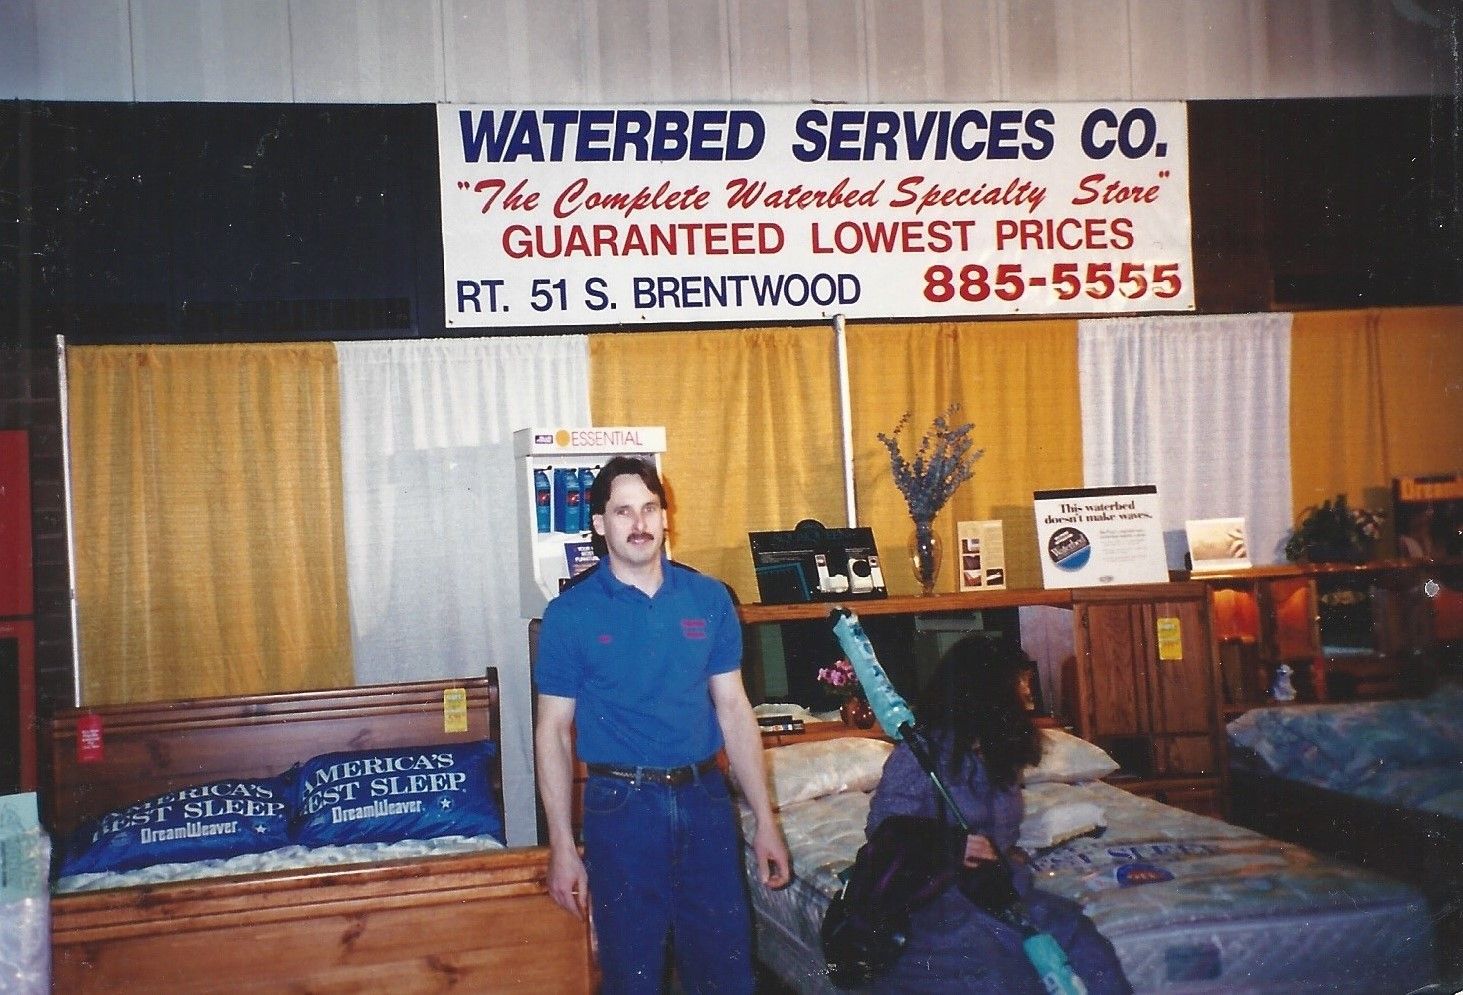 WATERBED SERVICES CO.
"The Complete Waterbed Specialty Store"
GUARANTEED LOWEST PRICES
RT. 51 S. BRENTWOOD 885-5555
ESSENTIAL
This waterbed
doesn't make waves.
Waterbed
AMERICA'S
BEST SLEEP
DreamWeaver
AMERICA'S
BEST SLEEP
DreamWeaver